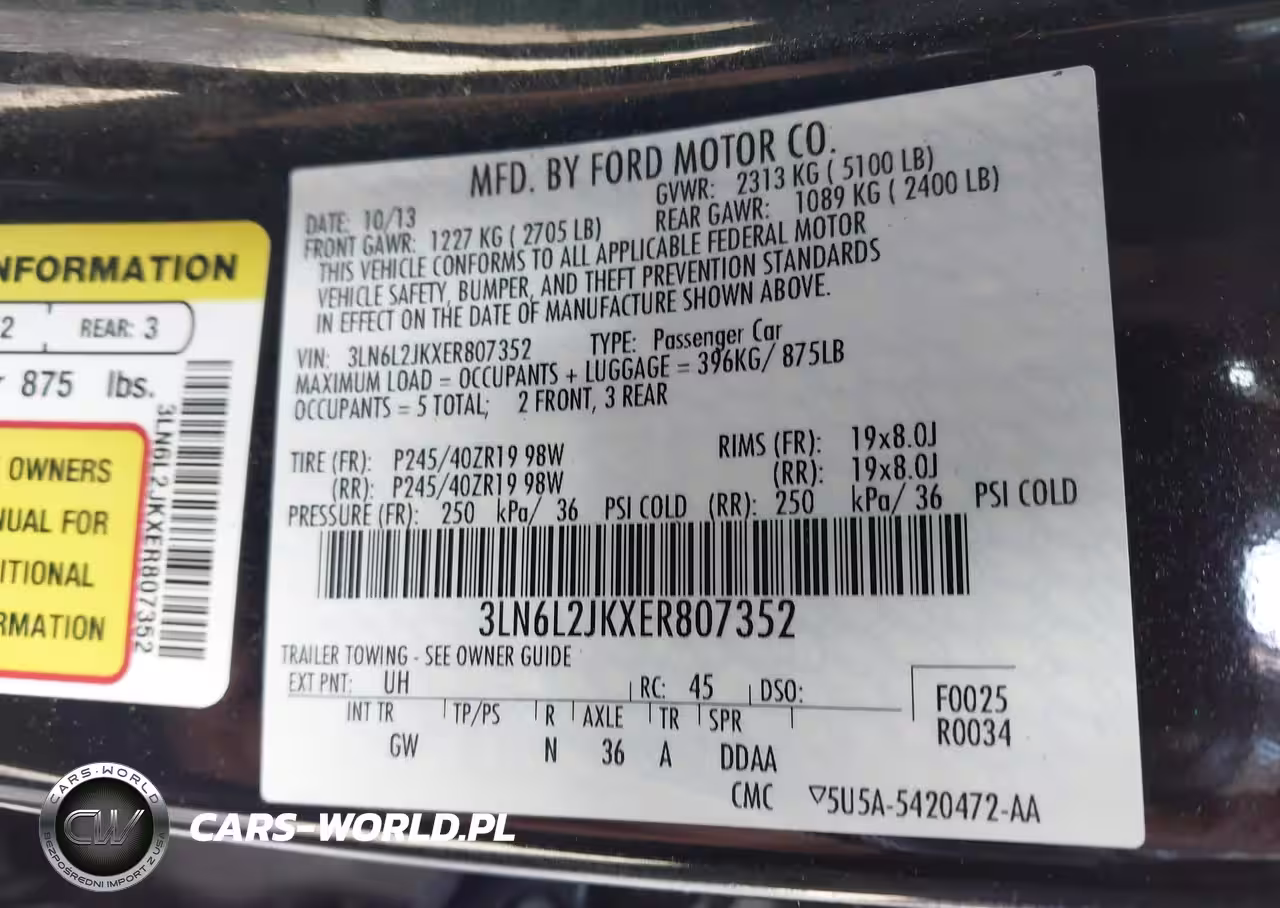 MFD. BY FORD MOTOR CO.
DATE: 10/13 GVWR: 2313 KG ( 5100 LB)
FRONT GAWR: 1227 KG ( 2705 LB) REAR GAWR: 1089 KG ( 2400 LB)
THIS VEHICLE CONFORMS TO ALL APPLICABLE FEDERAL MOTOR
VEHICLE SAFETY, BUMPER, AND THEFT PREVENTION STANDARDS
IN EFFECT ON THE DATE OF MANUFACTURE SHOWN ABOVE.
VIN: 3LN6L2JKXER807352 TYPE: Passenger Car
MAXIMUM LOAD = OCCUPANTS + LUGGAGE = 396KG/ 875LB
OCCUPANTS = 5 TOTAL; 2 FRONT, 3 REAR
TIRE (FR): P245/40ZR19 98W RIMS (FR): 19x8.0J
(RR): P245/40ZR19 98W (RR): 19x8.0J
PRESSURE (FR): 250 kPa/ 36 PSI COLD (RR): 250 kPa/ 36 PSI COLD
3LN6L2JKXER807352
TRAILER TOWING - SEE OWNER GUIDE
EXT PNT: UH RC: 45 DSO:
INT TR TP/PS R AXLE TR SPR
GW N 36 A DDAA
F0025
R0034
CMC ▽5U5A-5420472-AA
NFORMATION
2 REAR: 3
875 lbs.
OWNERS
NUAL FOR
ITIONAL
RMATION
3LN6L2JKXER807352
CARS-WORLD
CW
BEZPOŚREDNI IMPORT Z USA
CARS-WORLD.PL